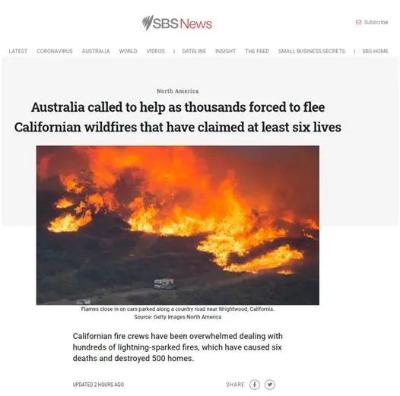 SBS News
Subscribe
LATEST CORONAVIRUS AUSTRALIA WORLD VIDEOS | DATELINE INSIGHT THE FEED SMALL BUSINESS SECRETS | SBS HOME
North America
Australia called to help as thousands forced to flee
Californian wildfires that have claimed at least six lives
Flames close in on cars parked along a country road near Wrightwood, California.
Source: Getty Images North America
Californian fire crews have been overwhelmed dealing with
hundreds of lightning-sparked fires, which have caused six
deaths and destroyed 500 homes.
UPDATED 2 HOURS AGO
SHARE